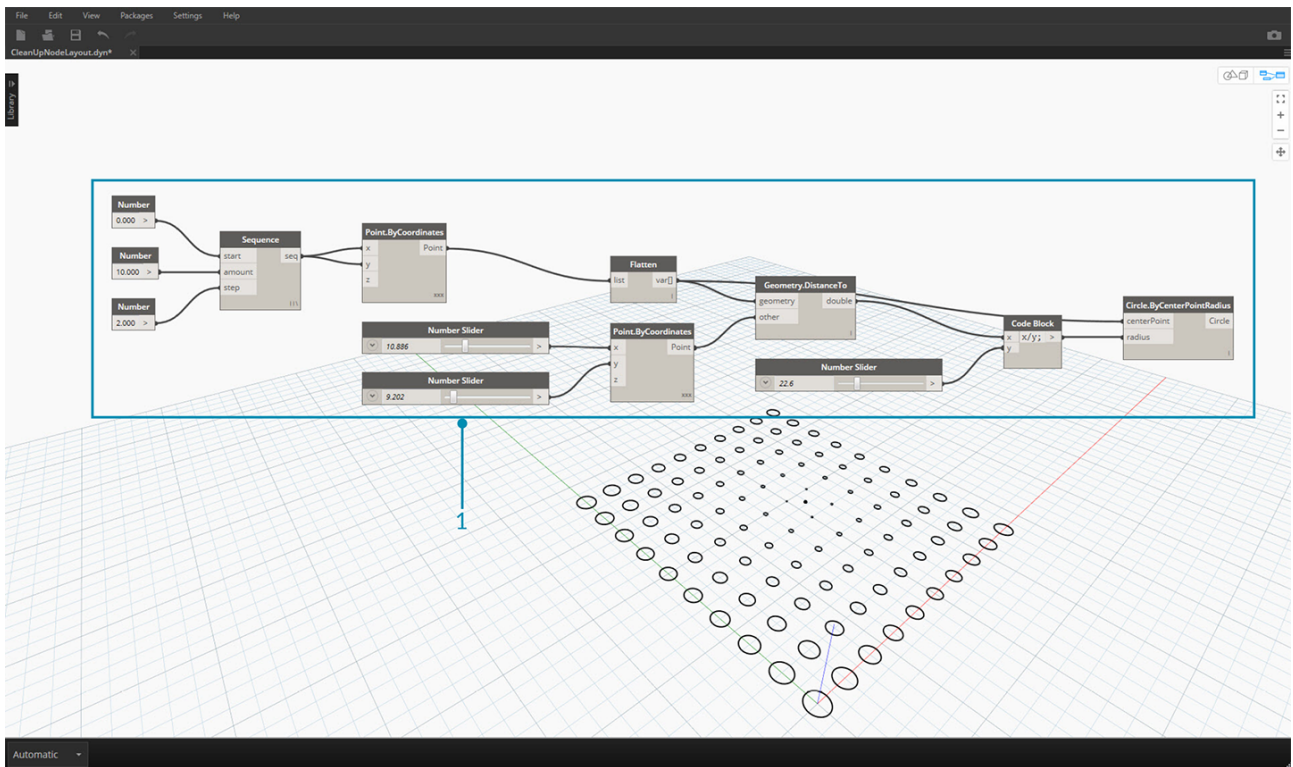 File Edit View Packages Settings Help
CleanUpNodeLayout.dyn* ×
Library
Number
0.000 >
Number
10.000 >
Number
2.000 >
Sequence
start seq
amount
step
III
Point.ByCoordinates
x Point
y
z
xxx
Number Slider
10.886 >
Number Slider
9.202 >
Flatten
list var[]
I
Point.ByCoordinates
x Point
y
z
xxx
Geometry.DistanceTo
geometry double
other
I
Number Slider
22.6 >
Code Block
x x/y; >
y
Circle.ByCenterPointRadius
centerPoint Circle
radius
I
1
Automatic